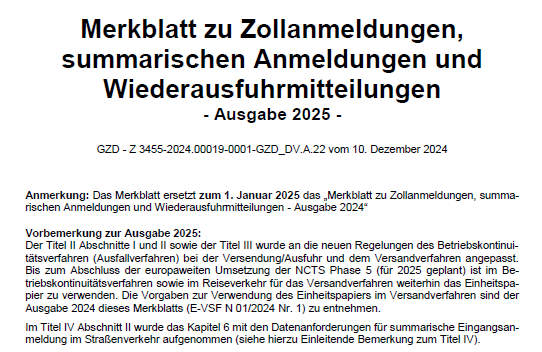 Merkblatt zu Zollanmeldungen,
summarischen Anmeldungen und
Wiederausfuhrmitteilungen
- Ausgabe 2025 -
GZD - Z 3455-2024.00019-0001-GZD_DV.A.22 vom 10. Dezember 2024
Anmerkung: Das Merkblatt ersetzt zum 1. Januar 2025 das „Merkblatt zu Zollanmeldungen, summa-
rischen Anmeldungen und Wiederausfuhrmitteilungen - Ausgabe 2024“
Vorbemerkung zur Ausgabe 2025:
Der Titel II Abschnitte I und II sowie der Titel III wurde an die neuen Regelungen des Betriebskontinui-
tätsverfahren (Ausfallverfahren) bei der Versendung/Ausfuhr und dem Versandverfahren angepasst.
Bis zum Abschluss der europaweiten Umsetzung der NCTS Phase 5 (für 2025 geplant) ist im Be-
triebskontinuitätsverfahren sowie im Reiseverkehr für das Versandverfahren weiterhin das Einheitspa-
pier zu verwenden. Die Vorgaben zur Verwendung des Einheitspapiers im Versandverfahren sind der
Ausgabe 2024 dieses Merkblatts (E-VSF N 01/2024 Nr. 1) zu entnehmen.
Im Titel IV Abschnitt II wurde das Kapitel 6 mit den Datenanforderungen für summarische Eingangsan-
meldung im Straßenverkehr aufgenommen (siehe hierzu Einleitende Bemerkung zum Titel IV).